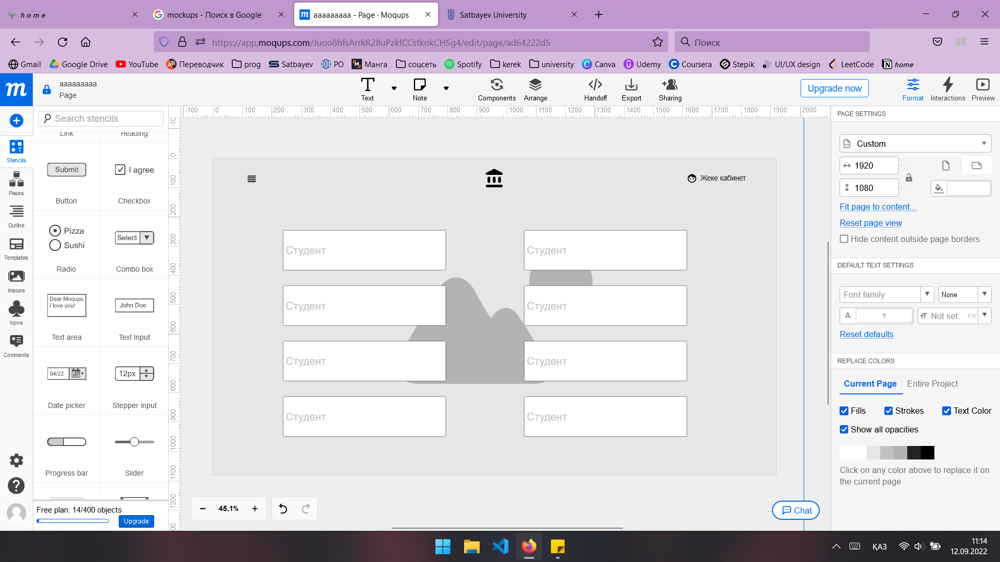 home
mockups - Поиск в Google
ааааааааа - Page · Moqups
Satbayev University
https://app.moqups.com/Juoo8hfsArrkR28uPzkfCCstkokCHSg4/edit/page/ad64222d5
Поиск
Gmail
Google Drive
YouTube
Переводчик
prog
Satbayev
РО
Манга
соцсеть
Spotify
kerek
university
Canva
Udemy
Coursera
Stepik
UI/UX design
LeetCode
home
ааааааааа
Page
Text
Note
Components
Arrange
Handoff
Export
Sharing
Upgrade now
Format
Interactions
Preview
Search stencils
-100 0 100 200 300 400 500 600 700 800 900 1000 1100 1200 1300 1400 1500 1600 1700 1800 1900 2000
0 100 200 300 400 500 600 700 800 900 1000 1100 1200
Stencils
Pages
Outline
Templates
Images
Icons
Comments
Link
Heading
Submit
I agree
Button
Checkbox
Pizza
Sushi
Select
Radio
Combo box
Dear Moqups,
I love you!
John Doe
Text area
Text Input
04/22
12px
Date picker
Stepper input
Progress bar
Slider
Free plan: 14/400 objects
Upgrade
Жеке кабинет
Студент
Студент
Студент
Студент
Студент
Студент
Студент
Студент
45.1%
Chat
PAGE SETTINGS
Custom
1920
1080
Fit page to content...
Reset page view
Hide content outside page borders
DEFAULT TEXT SETTINGS
Font family
None
A
?
тT Not set
PX
Reset defaults
REPLACE COLORS
Current Page
Entire Project
Fills
Strokes
Text Color
Show all opacities
Click on any color above to replace it on
the current page
ҚАЗ
11:14
12.09.2022